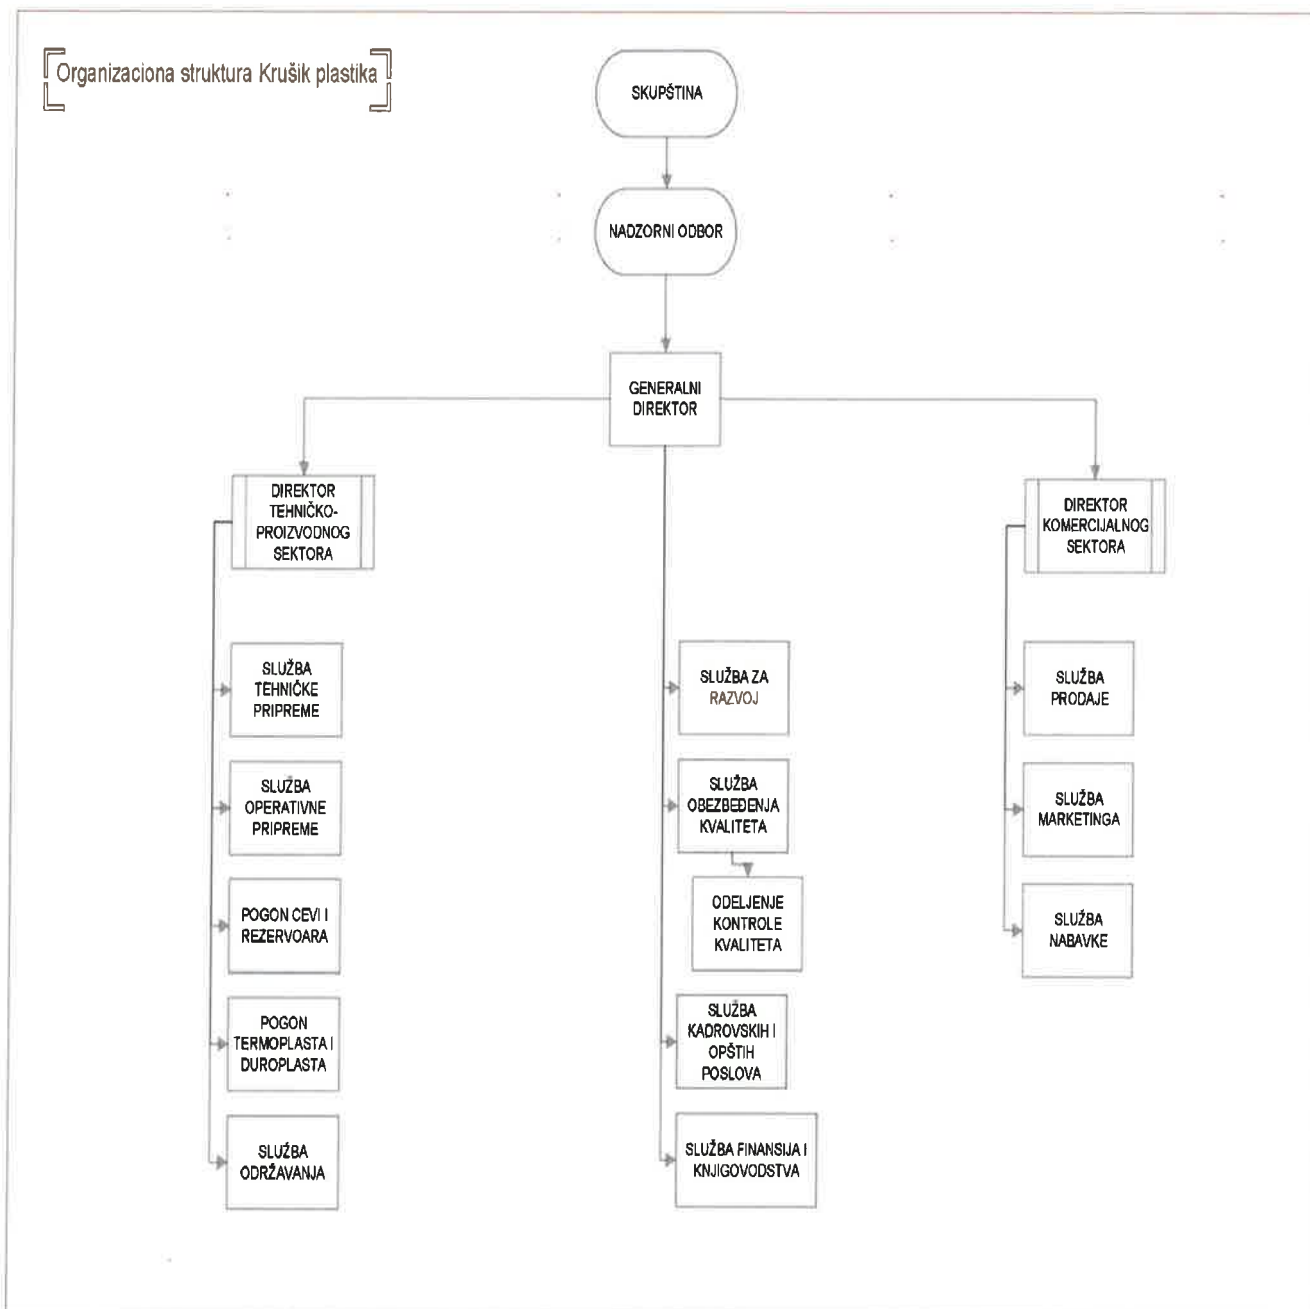 Organizaciona struktura Krušik plastika
SKUPŠTINA
NADZORNI ODBOR
GENERALNI
DIREKTOR
DIREKTOR
TEHNIČKO-
PROIZVODNOG
SEKTORA
DIREKTOR
KOMERCIJALNOG
SEKTORA
SLUŽBA
TEHNIČKE
PRIPREME
SLUŽBA
OPERATIVNE
PRIPREME
POGON CEVI I
REZERVOARA
POGON
TERMOPLASTA I
DUROPLASTA
SLUŽBA
ODRŽAVANJA
SLUŽBA ZA
RAZVOJ
SLUŽBA
OBEZBEĐENJA
KVALITETA
ODELJENJE
KONTROLE
KVALITETA
SLUŽBA
KADROVSKIH I
OPŠTIH
POSLOVA
SLUŽBA FINANSIJA I
KNJIGOVODSTVA
SLUŽBA
PRODAJE
SLUŽBA
MARKETINGA
SLUŽBA
NABAVKE